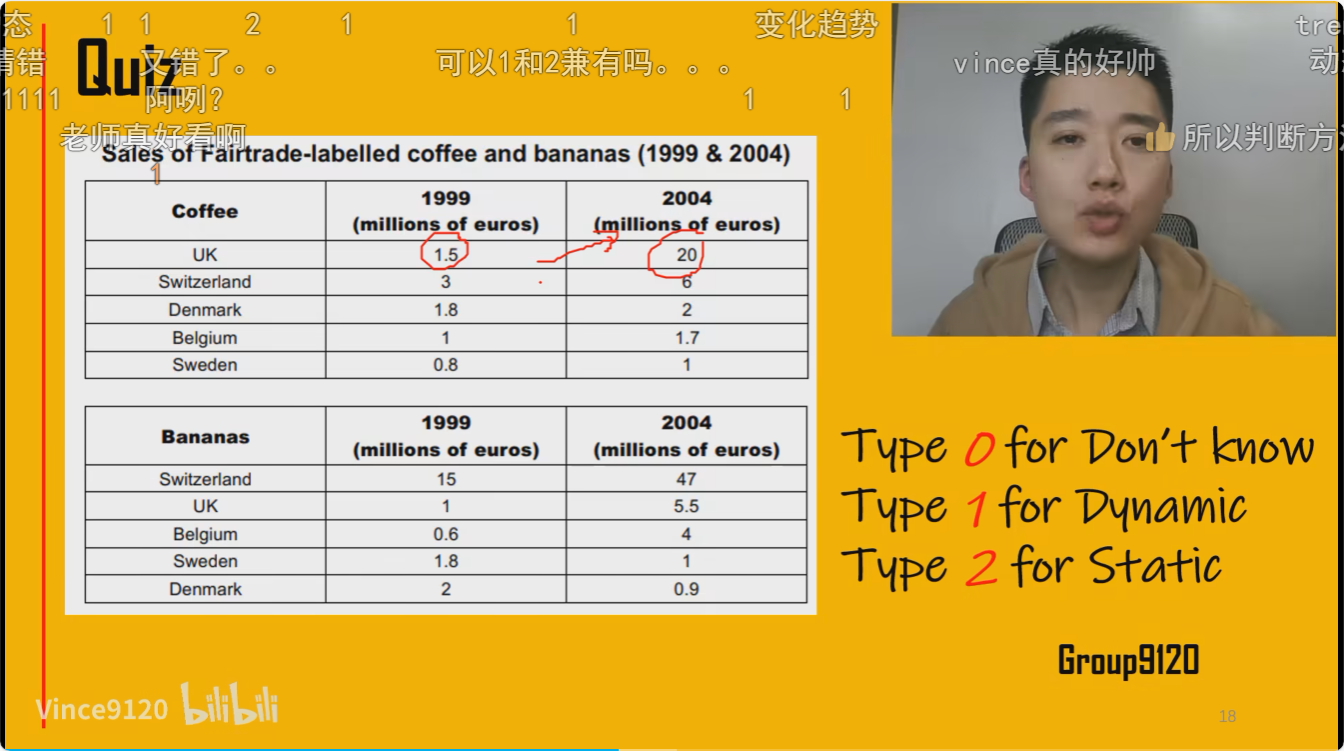 态 1 1 2 1 1 变化趋势 tre
Quiz
猜错 又错了。。 可以1和2兼有吗。。。 vince真的好帅 动
1111 阿咧? 1 1
老师真好看啊 所以判断方
1
Sales of Fairtrade-labelled coffee and bananas (1999 & 2004)
Coffee 1999 (millions of euros) 2004 (millions of euros)
UK 1.5 20
Switzerland 3 6
Denmark 1.8 2
Belgium 1 1.7
Sweden 0.8 1
Bananas 1999 (millions of euros) 2004 (millions of euros)
Switzerland 15 47
UK 1 5.5
Belgium 0.6 4
Sweden 1.8 1
Denmark 2 0.9
Type 0 for Don't know
Type 1 for Dynamic
Type 2 for Static
Group9120
Vince9120 bilibili
18